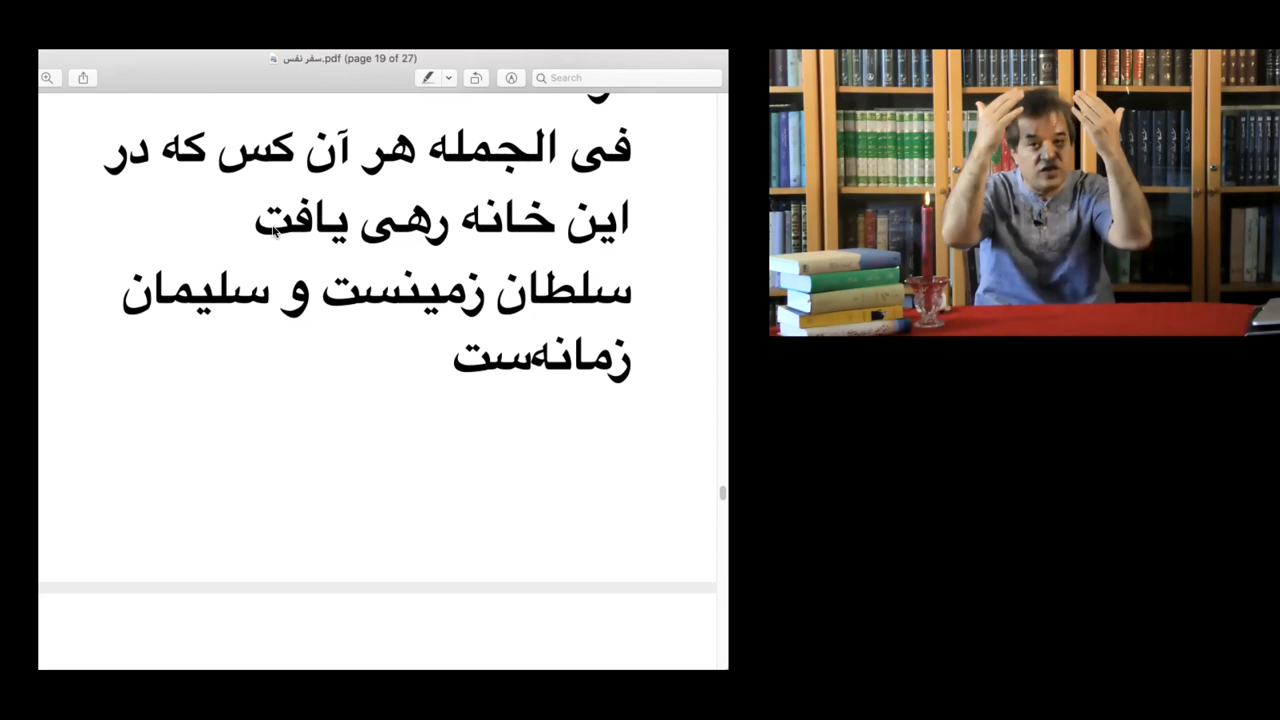 سفر نفس.pdf (page 19 of 27)
Search
فی الجمله هر آن کس که در
این خانه رهی یافت
سلطان زمینست و سلیمان
زمانه‌ست